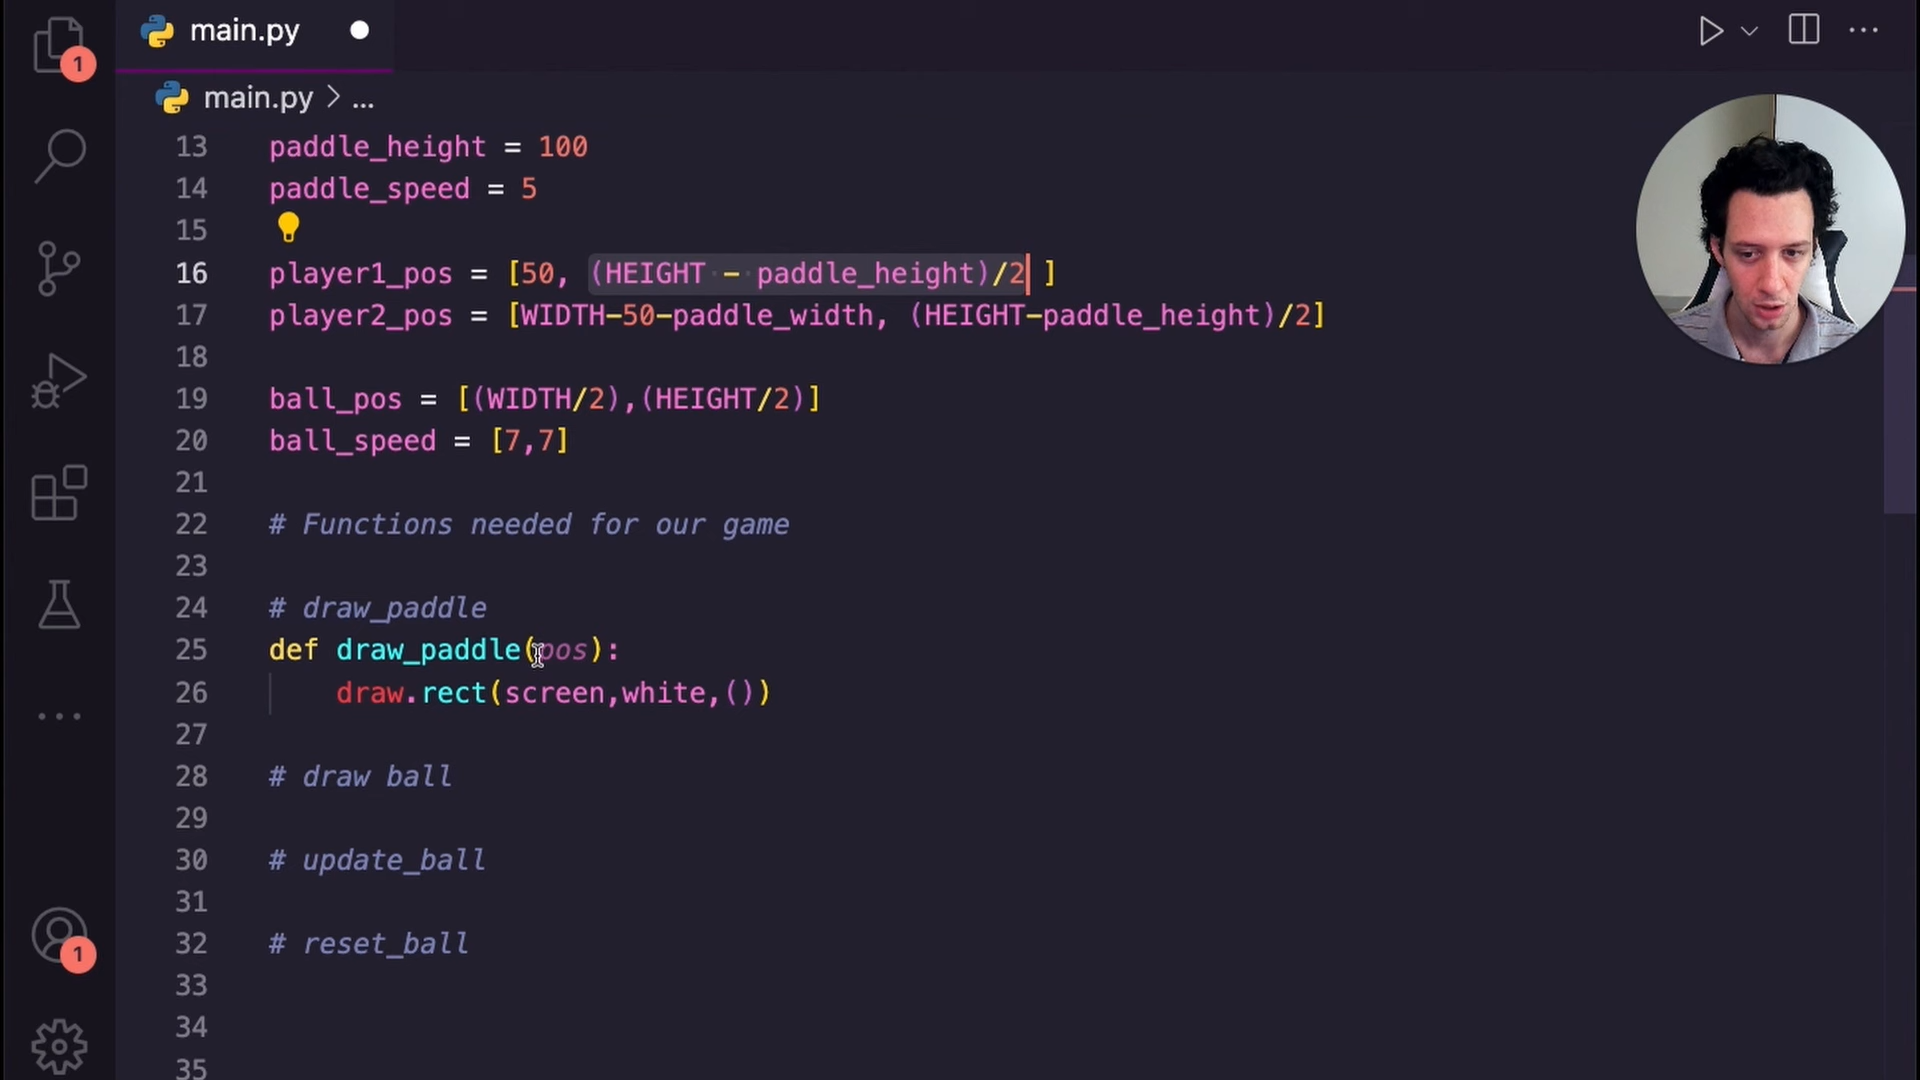 main.py
main.py > ...
1
13 paddle_height = 100
14 paddle_speed = 5
15
16 player1_pos = [50, (HEIGHT - paddle_height)/2 ]
17 player2_pos = [WIDTH-50-paddle_width, (HEIGHT-paddle_height)/2]
18
19 ball_pos = [(WIDTH/2),(HEIGHT/2)]
20 ball_speed = [7,7]
21
22 # Functions needed for our game
23
24 # draw_paddle
25 def draw_paddle(pos):
26 draw.rect(screen,white,())
27
28 # draw ball
29
30 # update_ball
31
32 # reset_ball
33
34
35
1